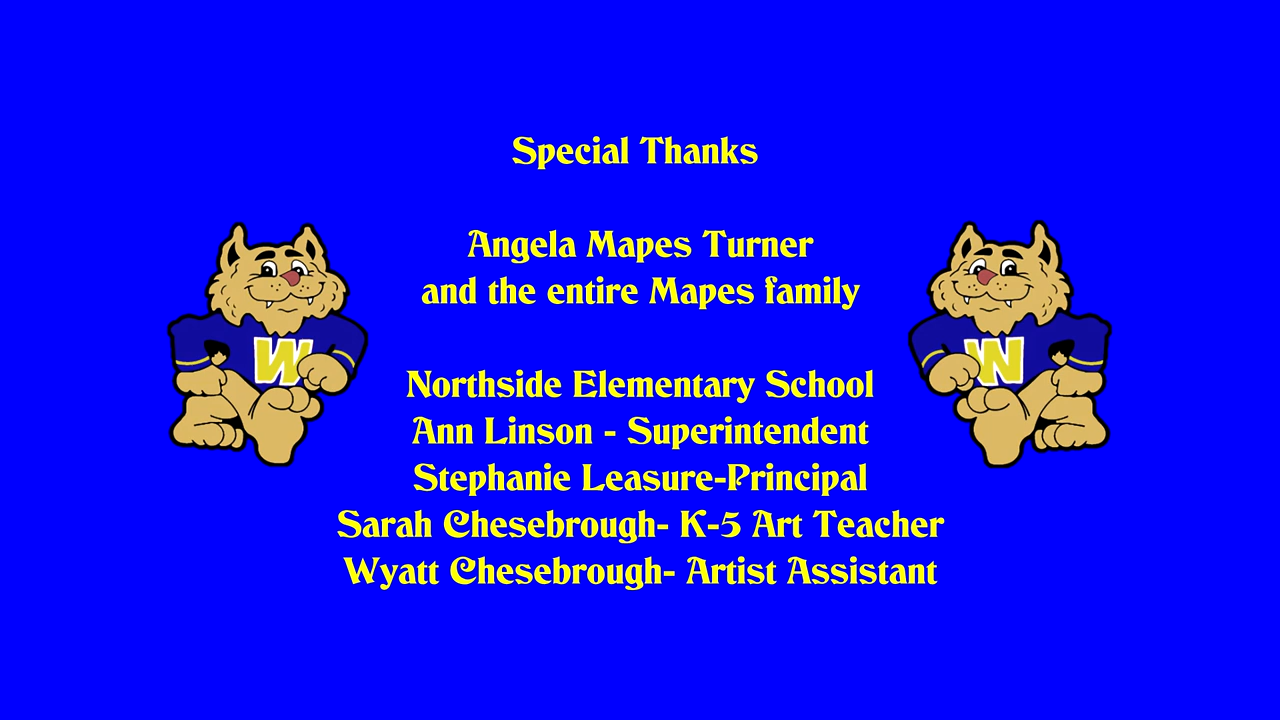 Special Thanks
Angela Mapes Turner
and the entire Mapes family
W
W
Northside Elementary School
Ann Linson - Superintendent
Stephanie Leasure-Principal
Sarah Chesebrough- K-5 Art Teacher
Wyatt Chesebrough- Artist Assistant